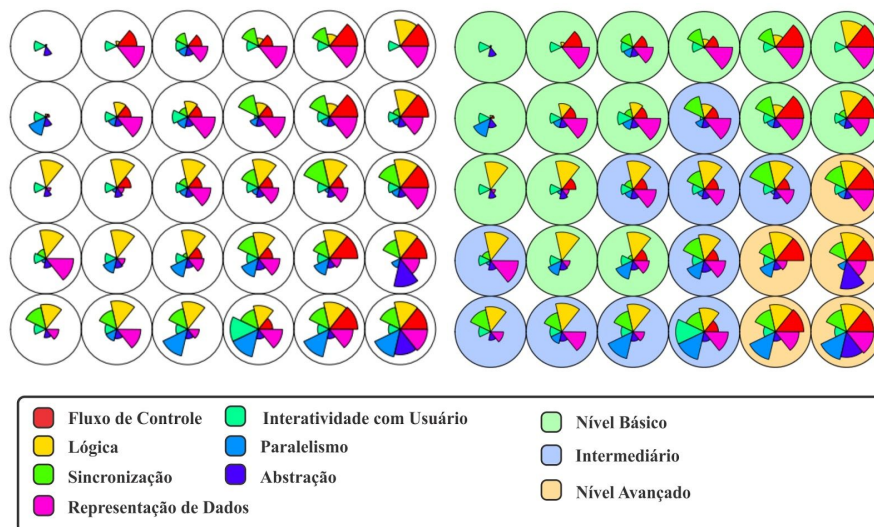 Fluxo de Controle
Lógica
Sincronização
Representação de Dados
Interatividade com Usuário
Paralelismo
Abstração
Nível Básico
Intermediário
Nível Avançado